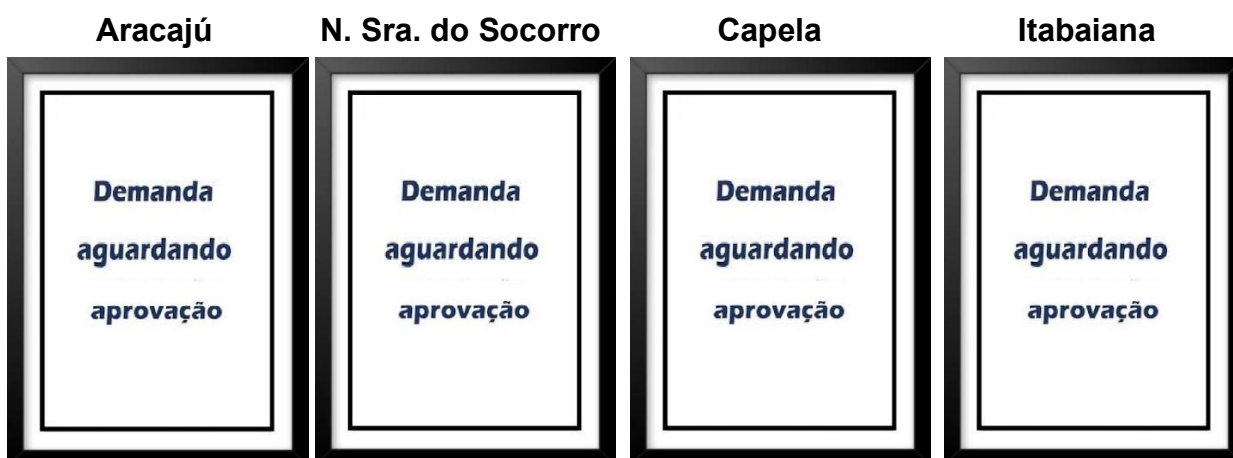 Aracajú
N. Sra. do Socorro
Capela
Itabaiana
Demanda
aguardando
aprovação
Demanda
aguardando
aprovação
Demanda
aguardando
aprovação
Demanda
aguardando
aprovação